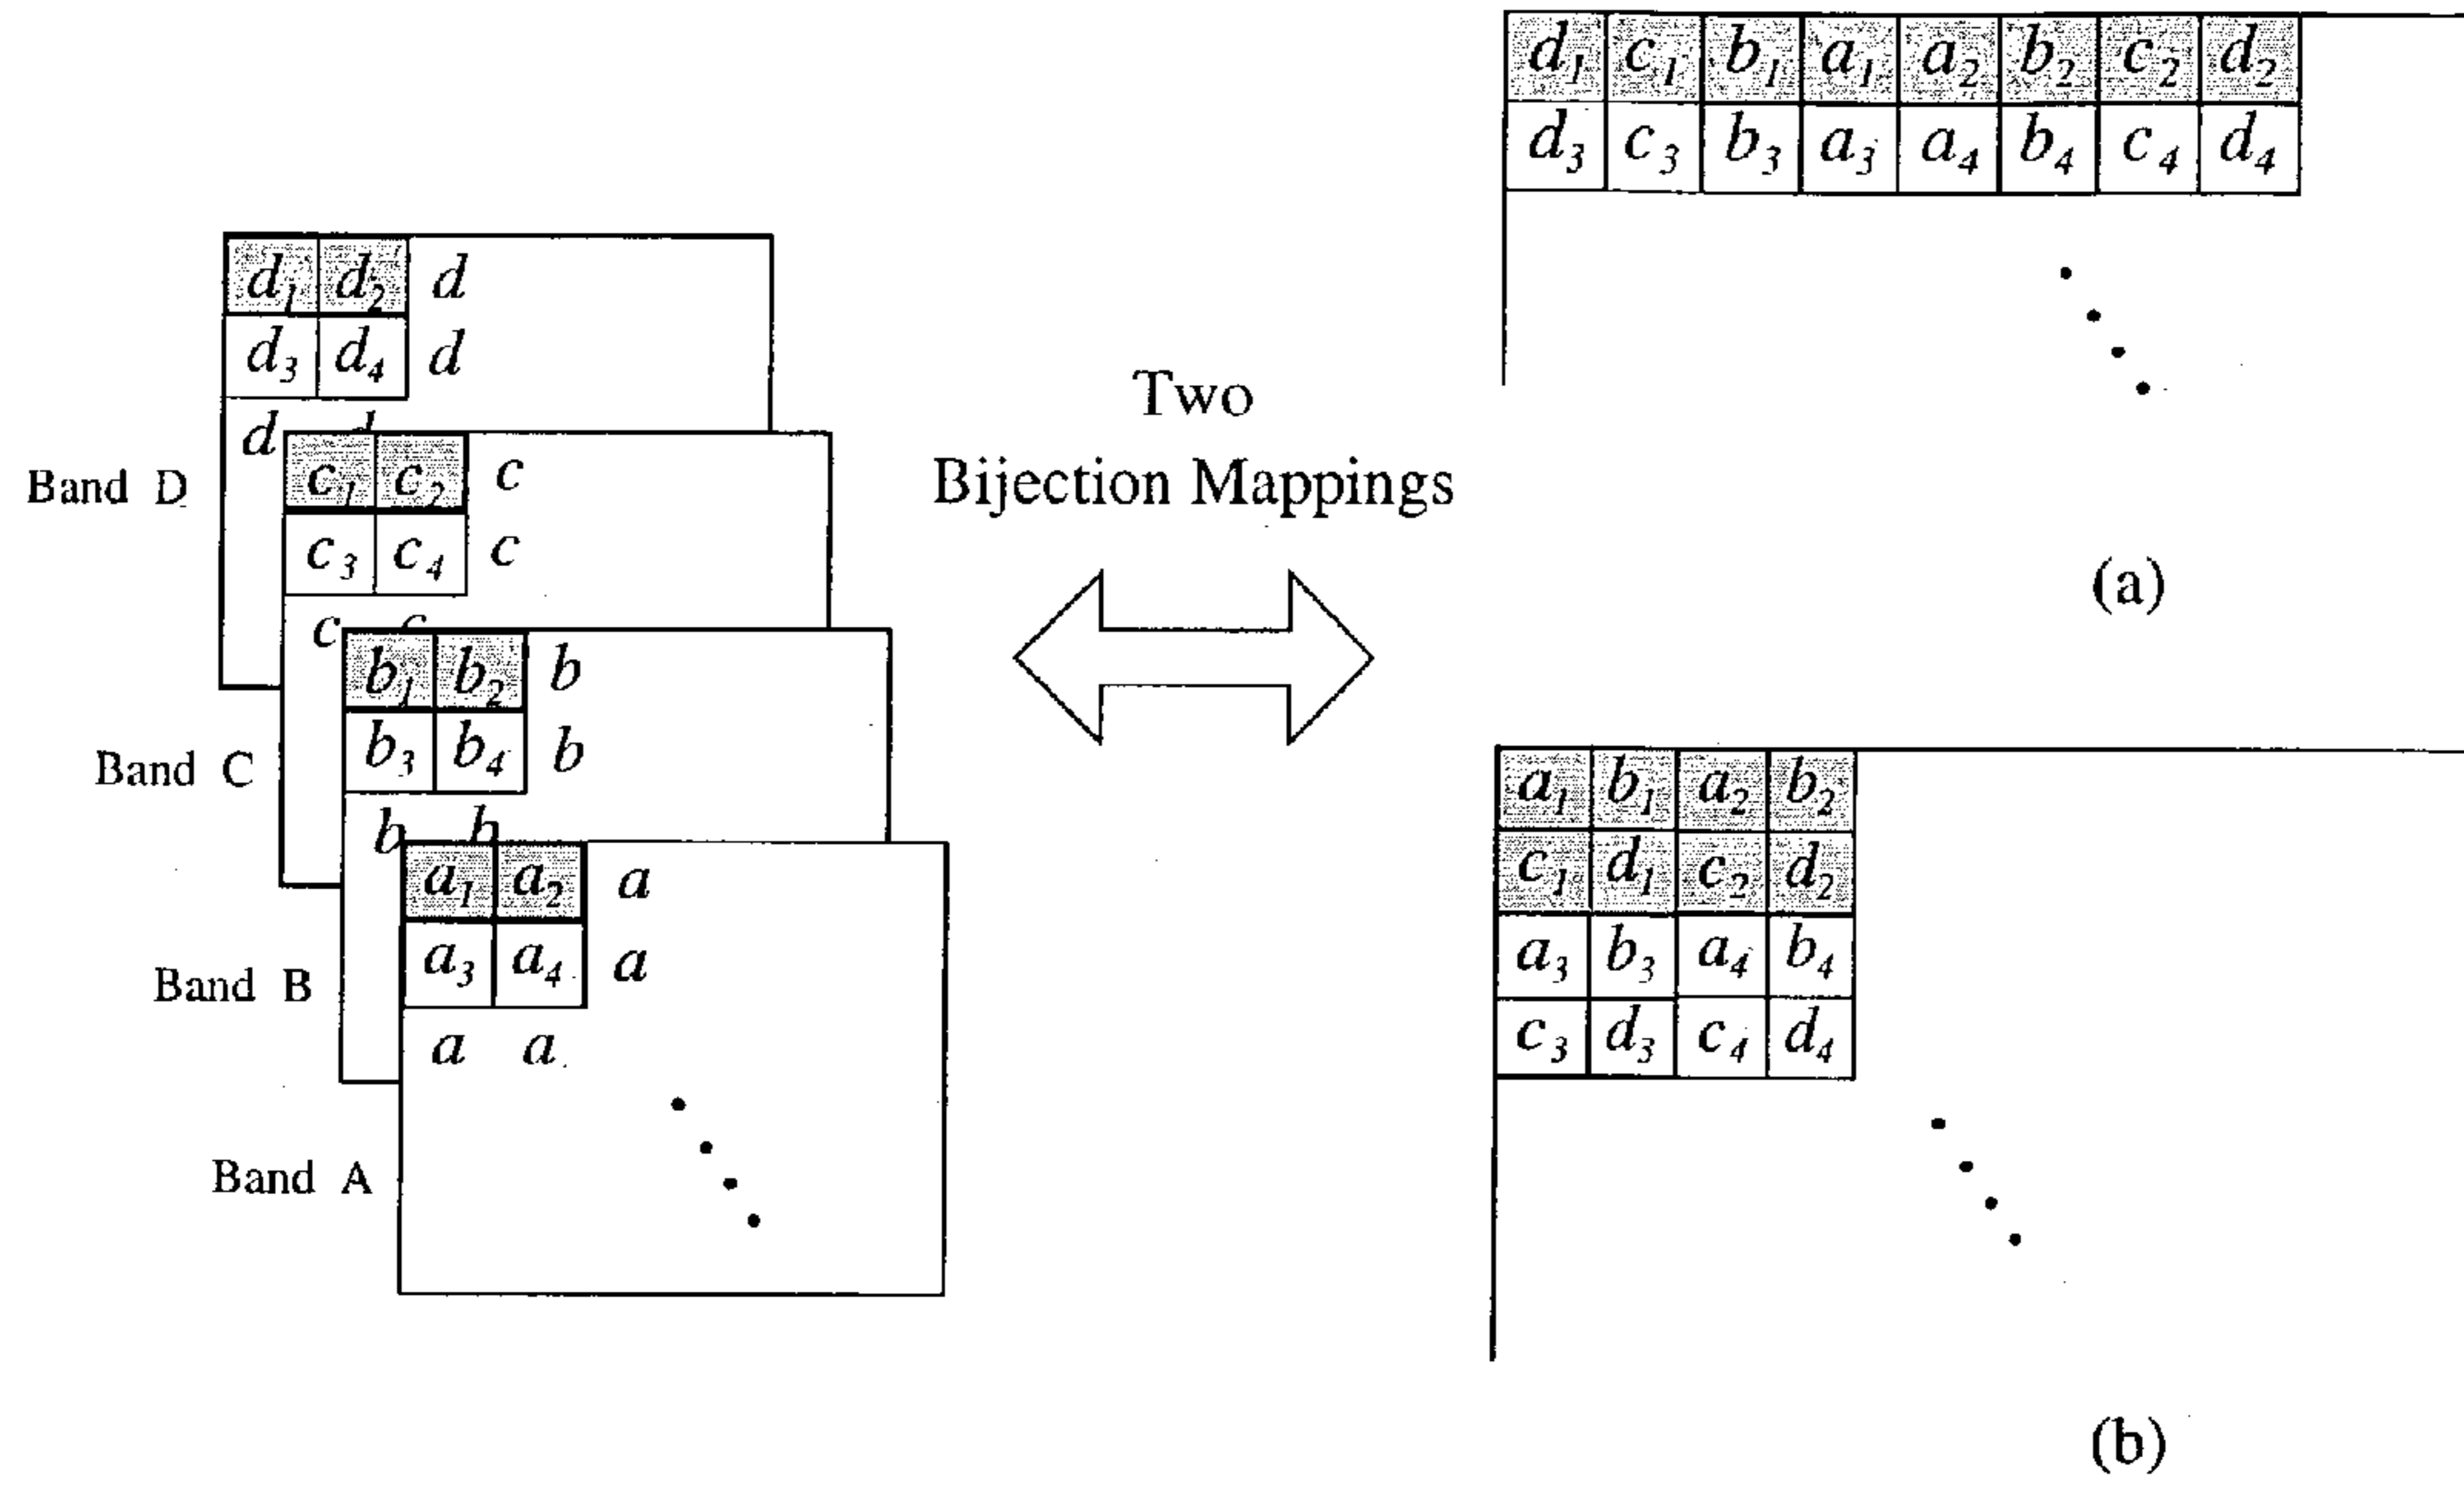 d1 d2 d
d3 d4 d
d d
Band D
c1 c2 c
c3 c4 c
c c
Band C
b1 b2 b
b3 b4 b
b b
Band B
a1 a2 a
a3 a4 a
a a
Band A
Two
Bijection Mappings
d1 c1 b1 a1 a2 b2 c2 d2
d3 c3 b3 a3 a4 b4 c4 d4
(a)
a1 b1 a2 b2
c1 d1 c2 d2
a3 b3 a4 b4
c3 d3 c4 d4
(b)